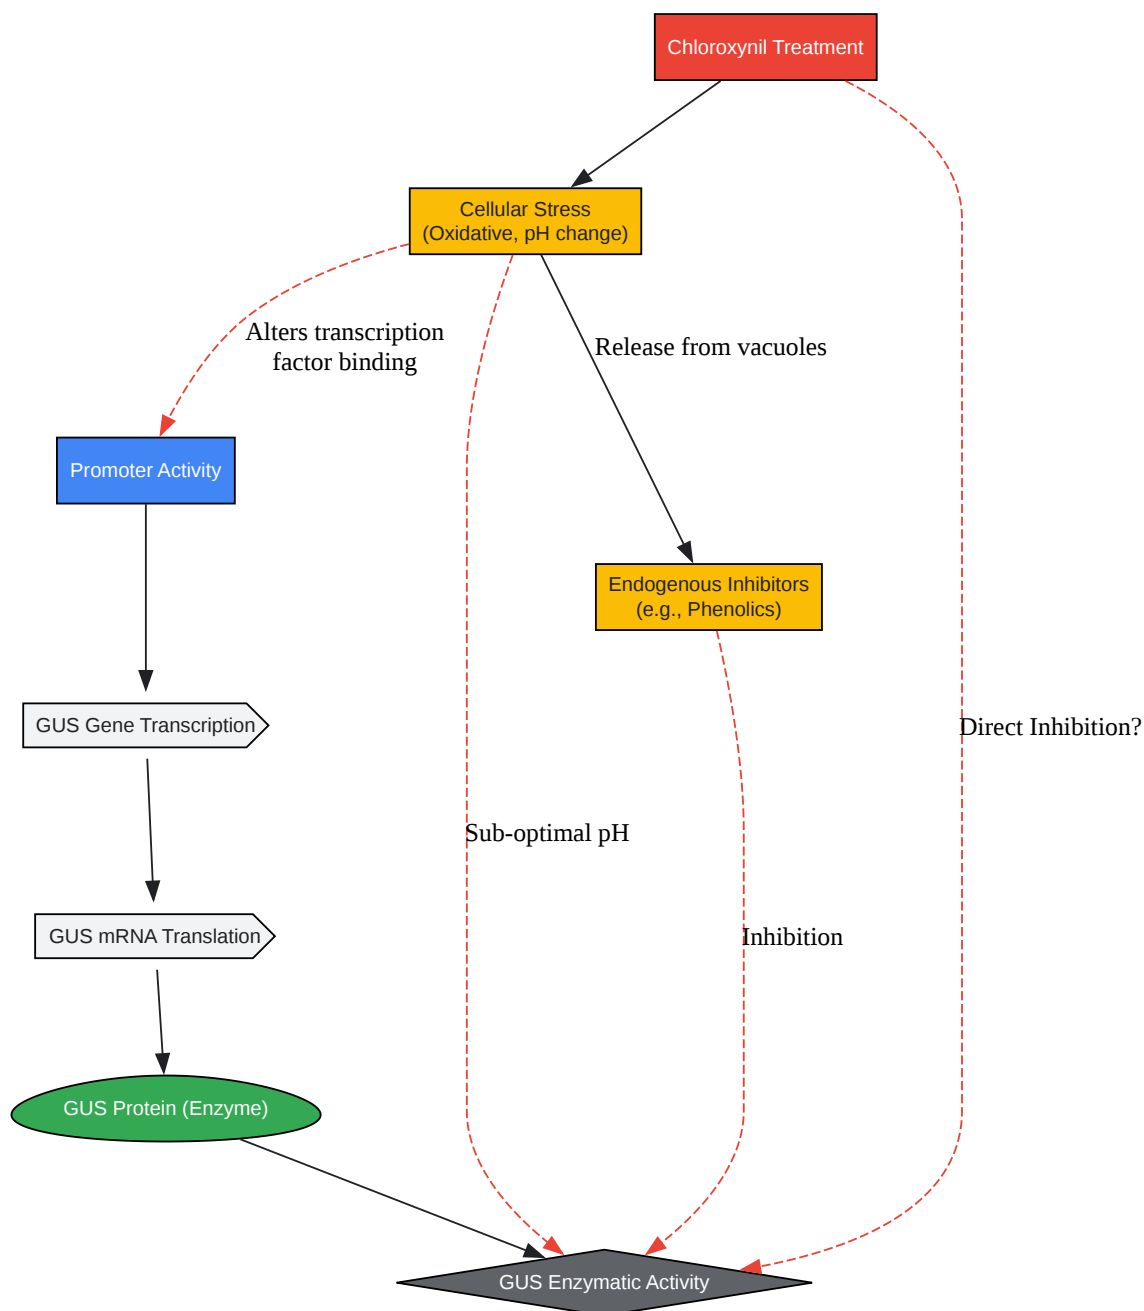 Chloroxynil Treatment
Cellular Stress
(Oxidative, pH change)
Alters transcription
factor binding
Release from vacuoles
Promoter Activity
Endogenous Inhibitors
(e.g., Phenolics)
GUS Gene Transcription
Direct Inhibition?
Sub-optimal pH
GUS mRNA Translation
Inhibition
GUS Protein (Enzyme)
GUS Enzymatic Activity